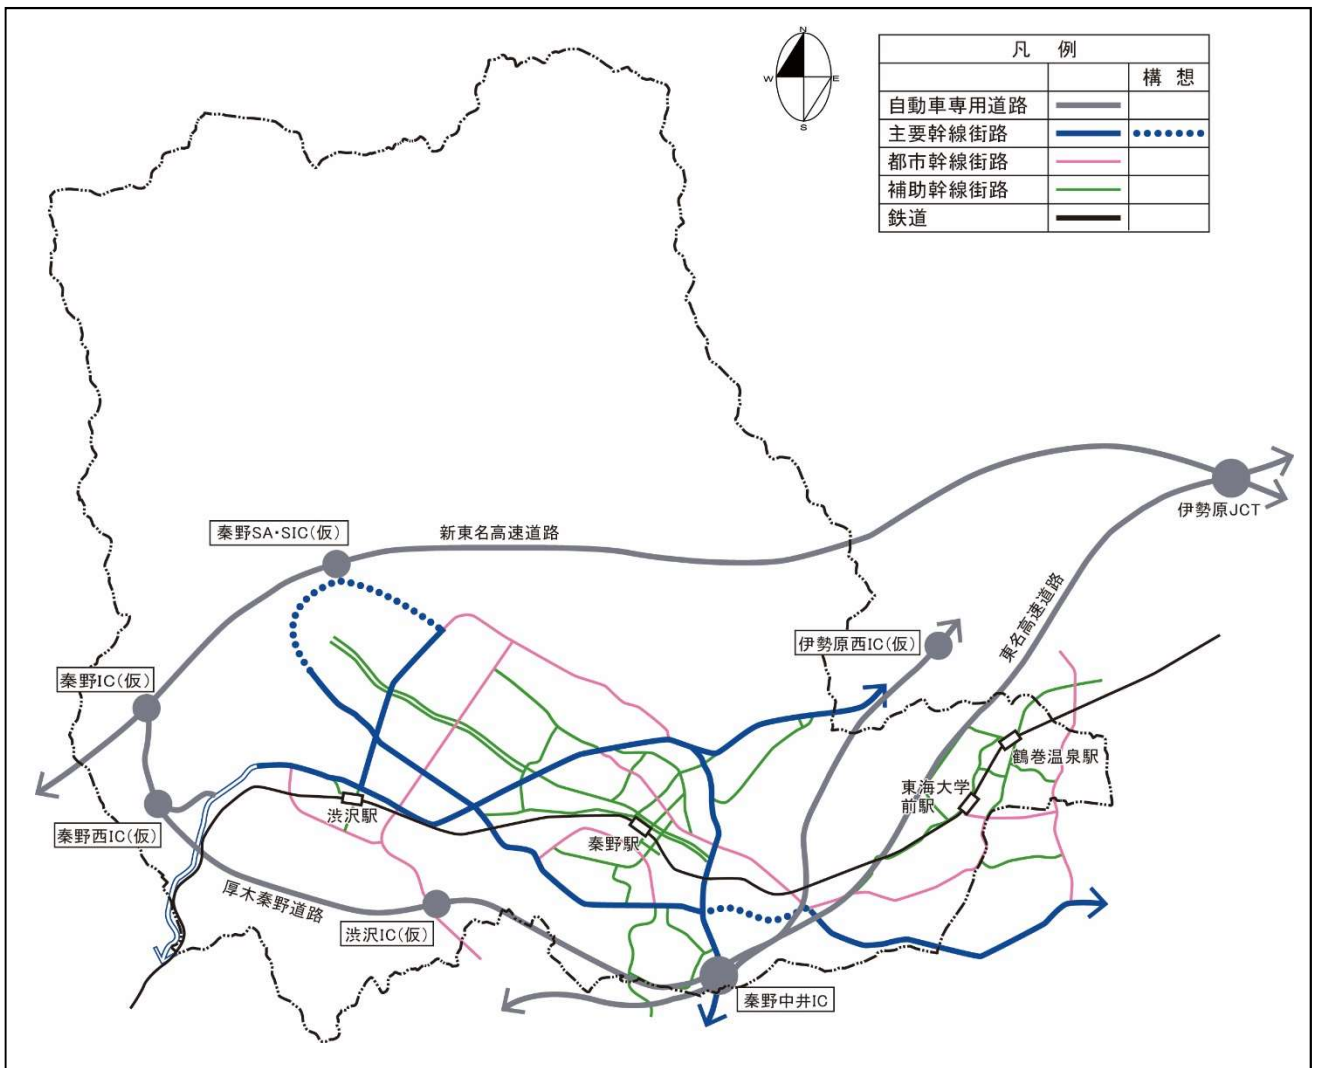 N
W
E
S
凡 例
構 想
自動車専用道路
主要幹線街路
都市幹線街路
補助幹線街路
鉄道
伊勢原JCT
秦野SA・SIC(仮)
新東名高速道路
東名高速道路
伊勢原西IC(仮)
秦野IC(仮)
鶴巻温泉駅
東海大学
前駅
渋沢駅
秦野西IC(仮)
秦野駅
厚木秦野道路
渋沢IC(仮)
秦野中井IC